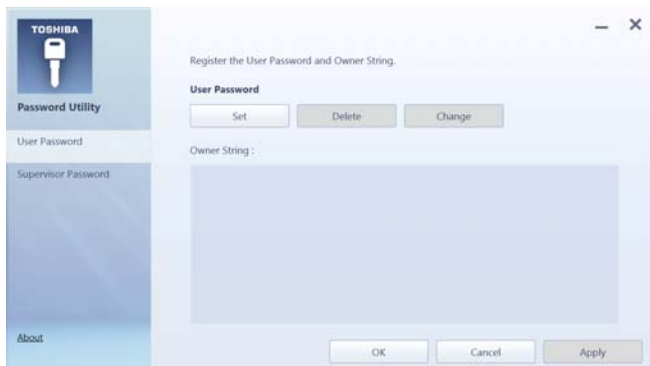 TOSHIBA
Password Utility
User Password
Supervisor Password
About
Register the User Password and Owner String.
User Password
Set Delete Change
Owner String :
OK Cancel Apply